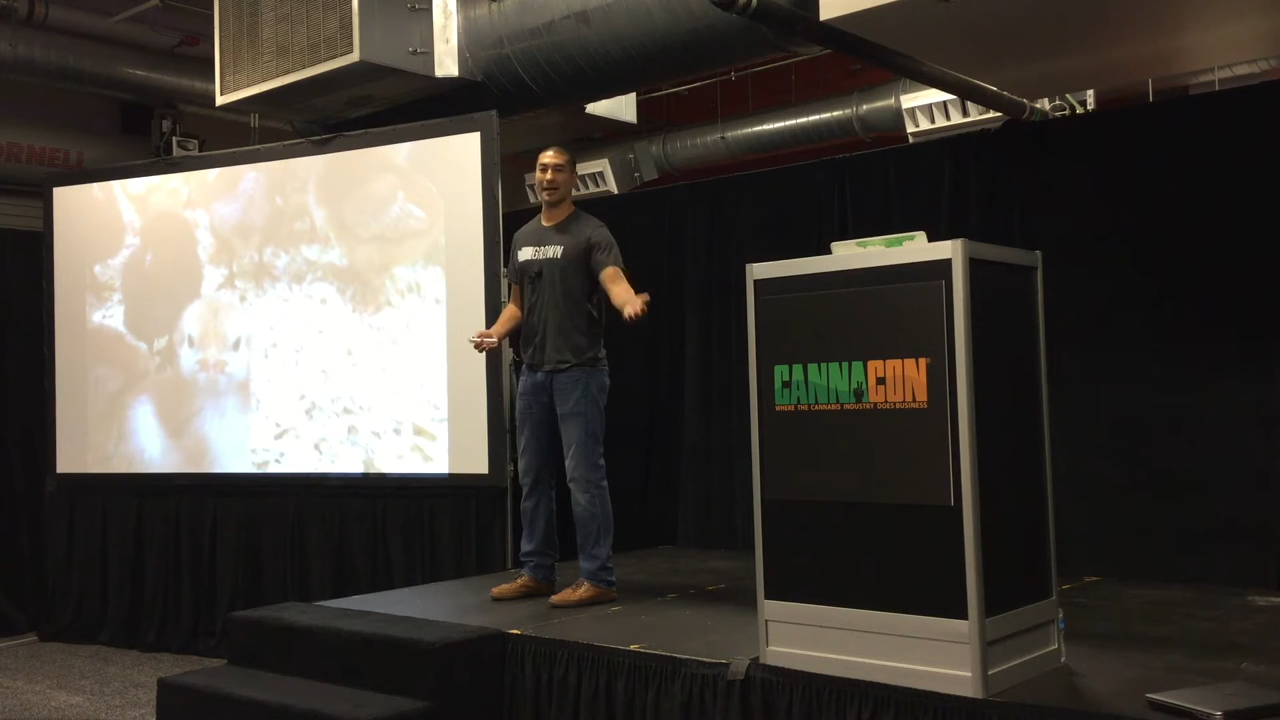 GROWN
CANNACON®
WHERE THE CANNABIS INDUSTRY DOES BUSINESS